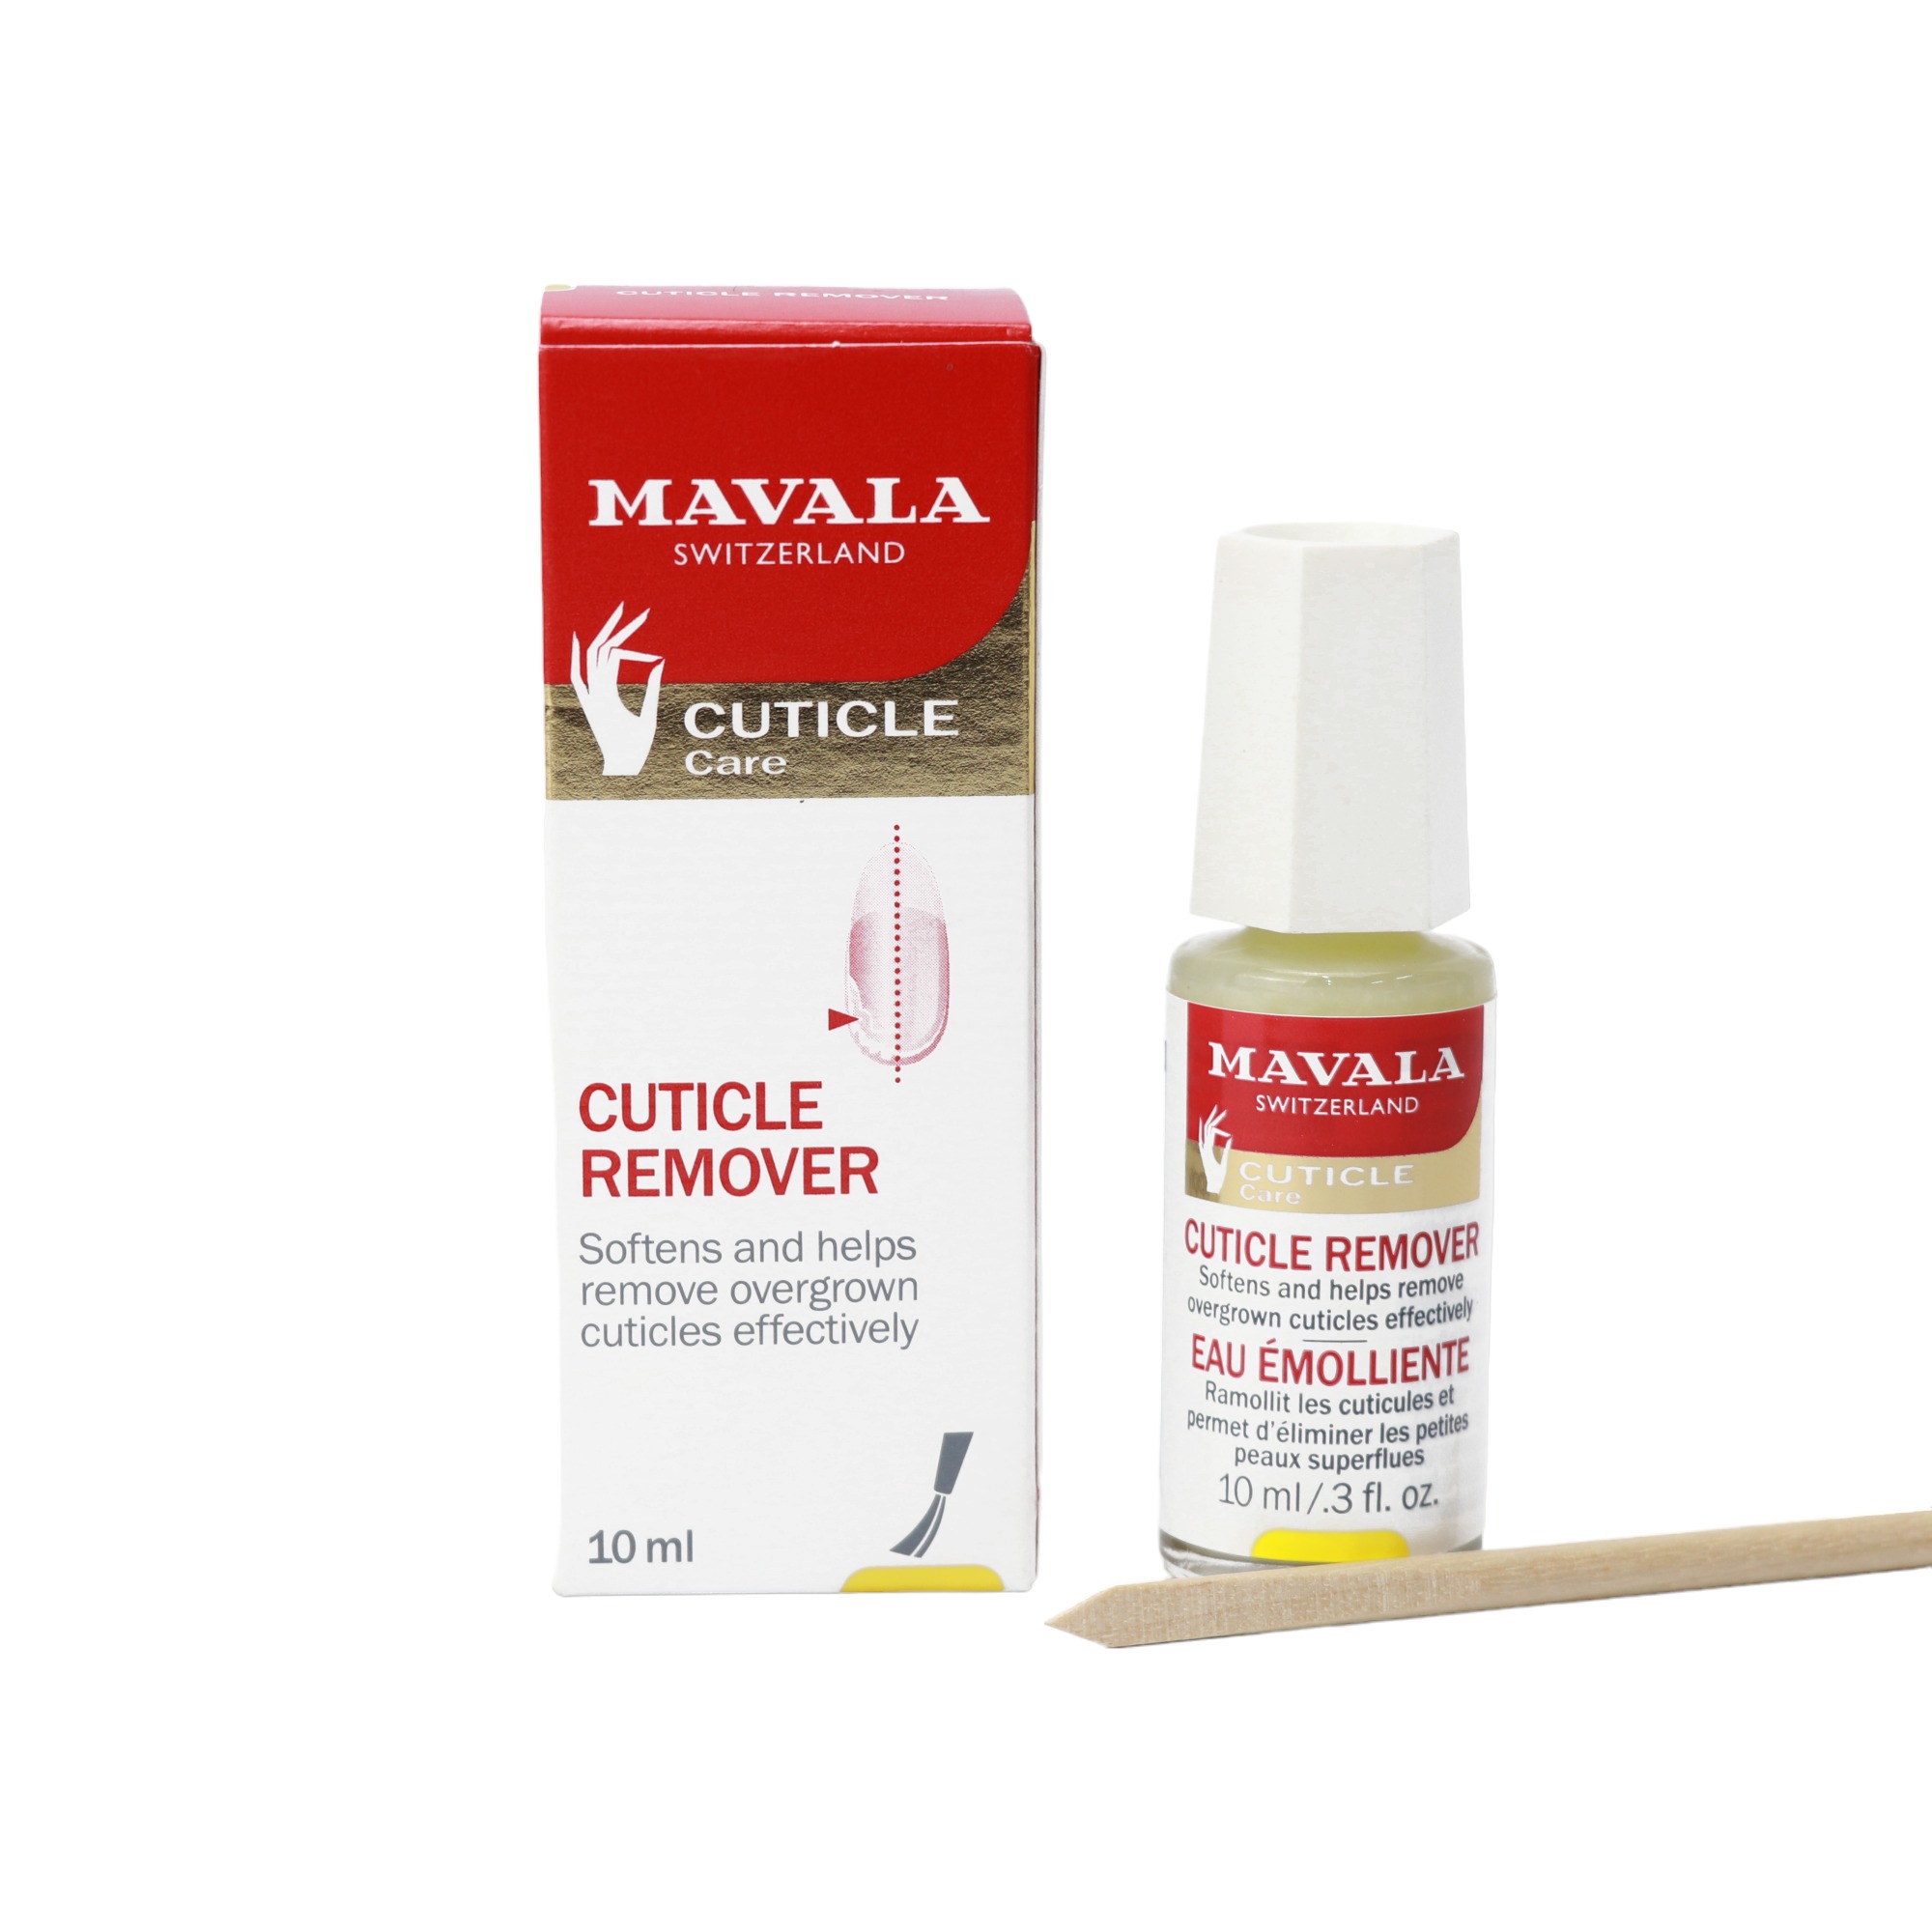 CUTICLE REMOVER
MAVALA
SWITZERLAND
CUTICLE
Care
CUTICLE
REMOVER
Softens and helps
remove overgrown
cuticles effectively
10 ml
MAVALA
SWITZERLAND
CUTICLE
Care
CUTICLE REMOVER
Softens and helps remove
overgrown cuticles effectively
EAU ÉMOLLIENTE
Ramollit les cuticules et
permet d'éliminer les petites
peaux superflues
10 ml/.3 fl. oz.